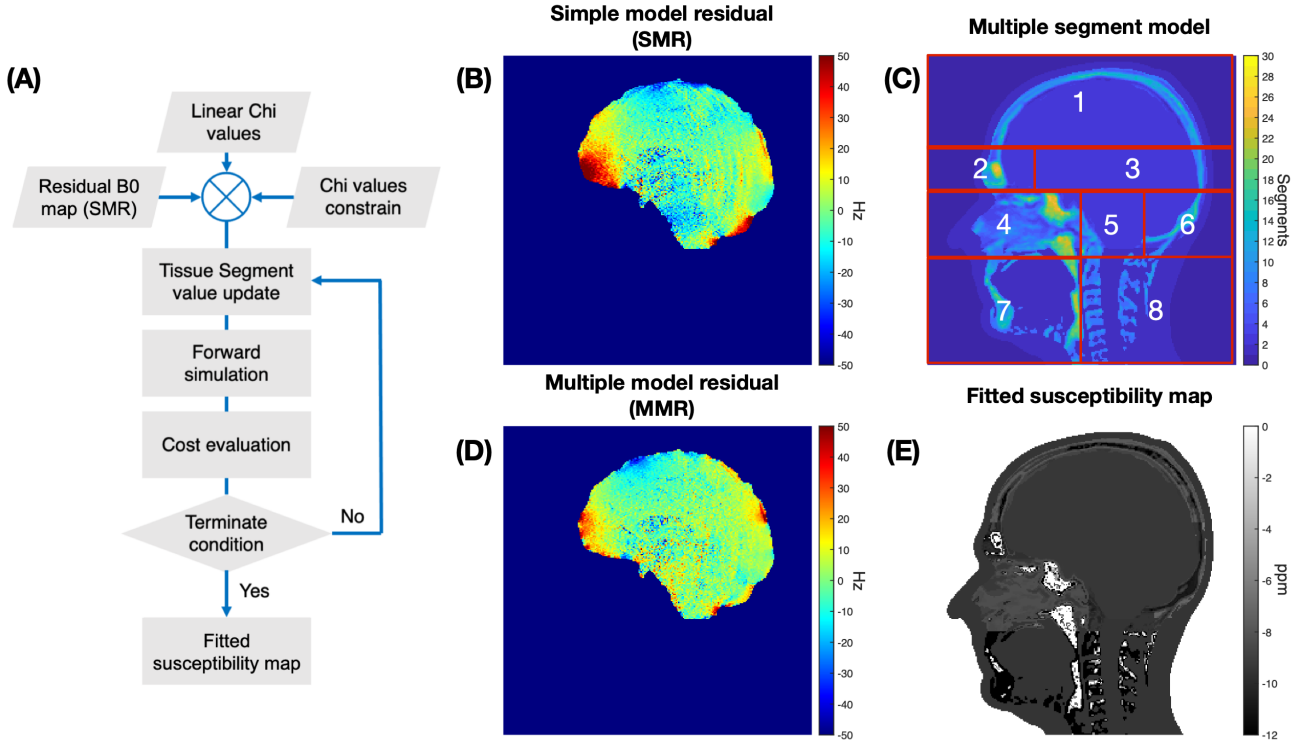 (A)
Linear Chi
values
Residual B0
map (SMR)
Chi values
constrain
Tissue Segment
value update
Forward
simulation
Cost evaluation
Terminate
condition
No
Yes
Fitted
susceptibility map
Simple model residual
(SMR)
(B)
50
40
30
20
10
0
-10
-20
-30
-40
-50
Hz
Multiple segment model
(C)
1
2
3
4
5
6
7
8
30
28
26
24
22
20
18
16
14
12
10
8
6
4
2
0
Segments
Multiple model residual
(MMR)
(D)
50
40
30
20
10
0
-10
-20
-30
-40
-50
Hz
Fitted susceptibility map
(E)
0
-2
-4
-6
-8
-10
-12
ppm